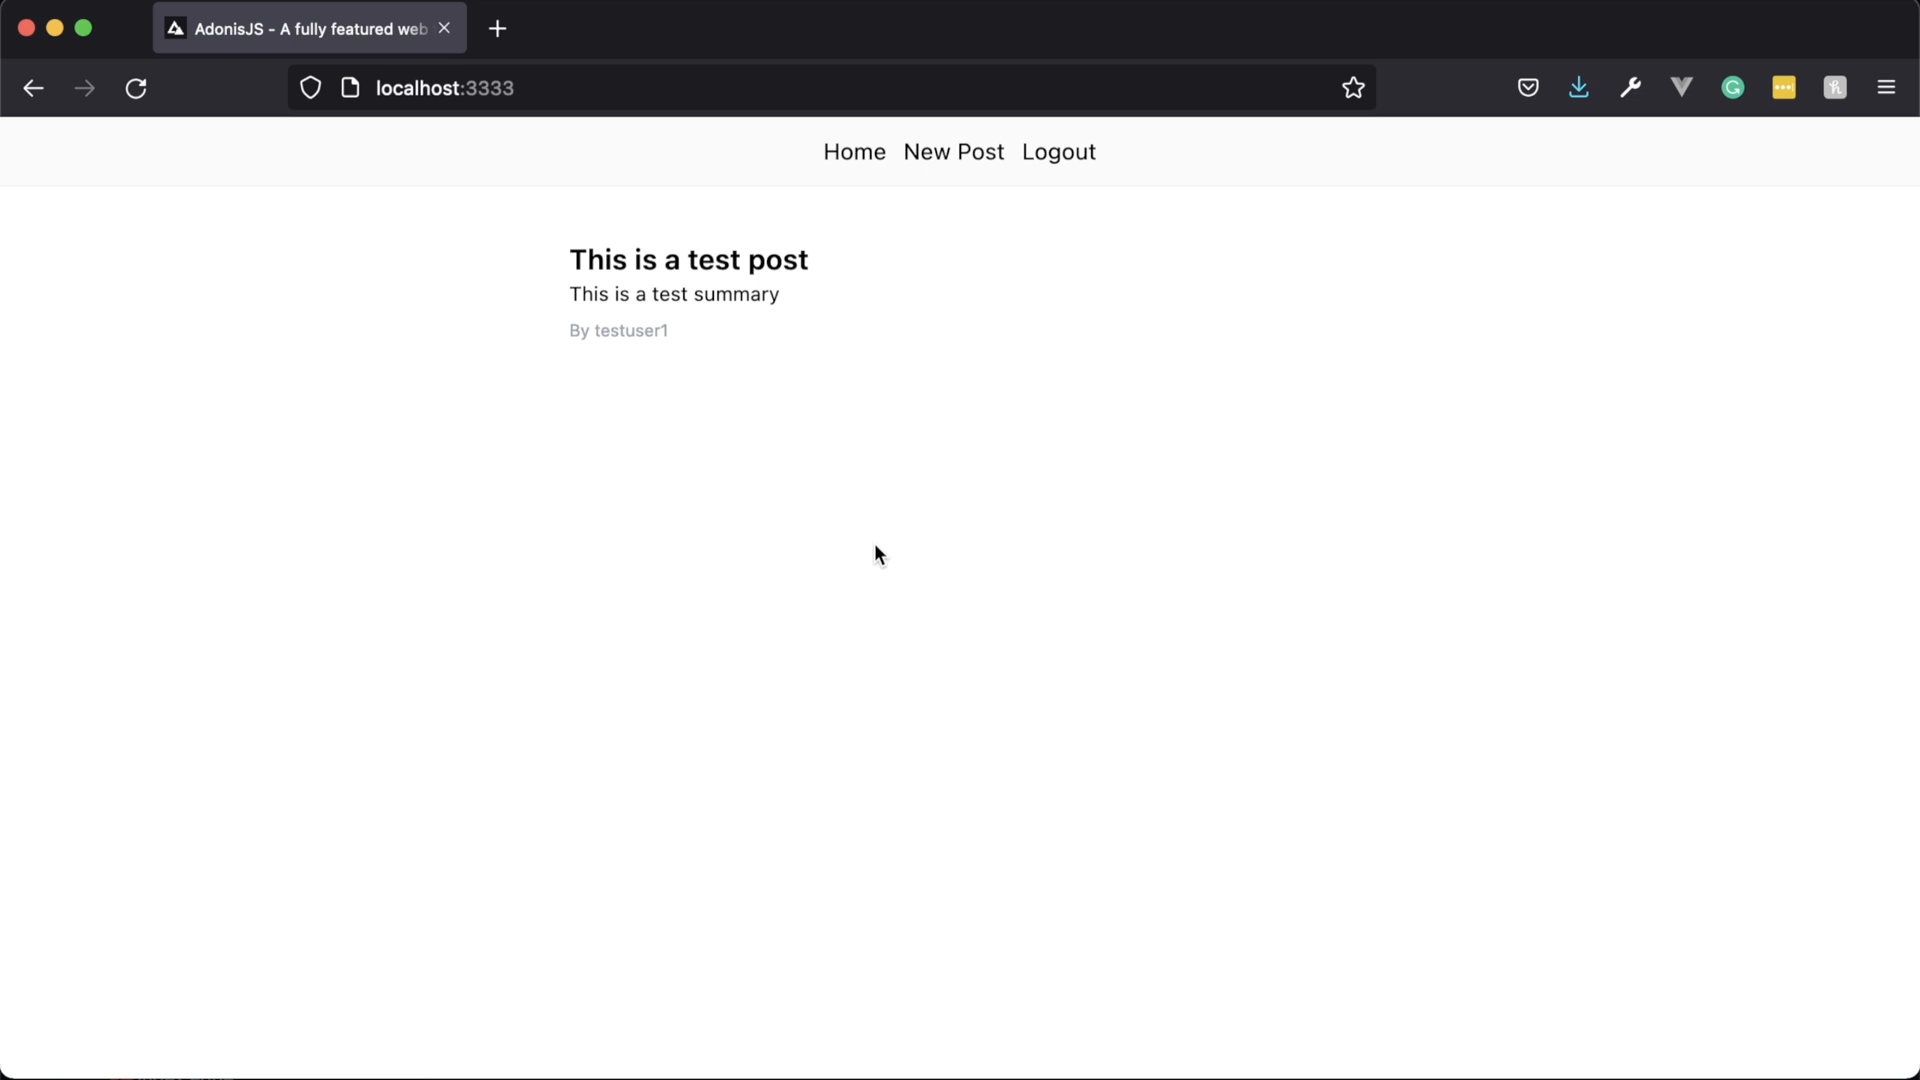 AdonisJS - A fully featured web
localhost:3333
Home New Post Logout
This is a test post
This is a test summary
By testuser1